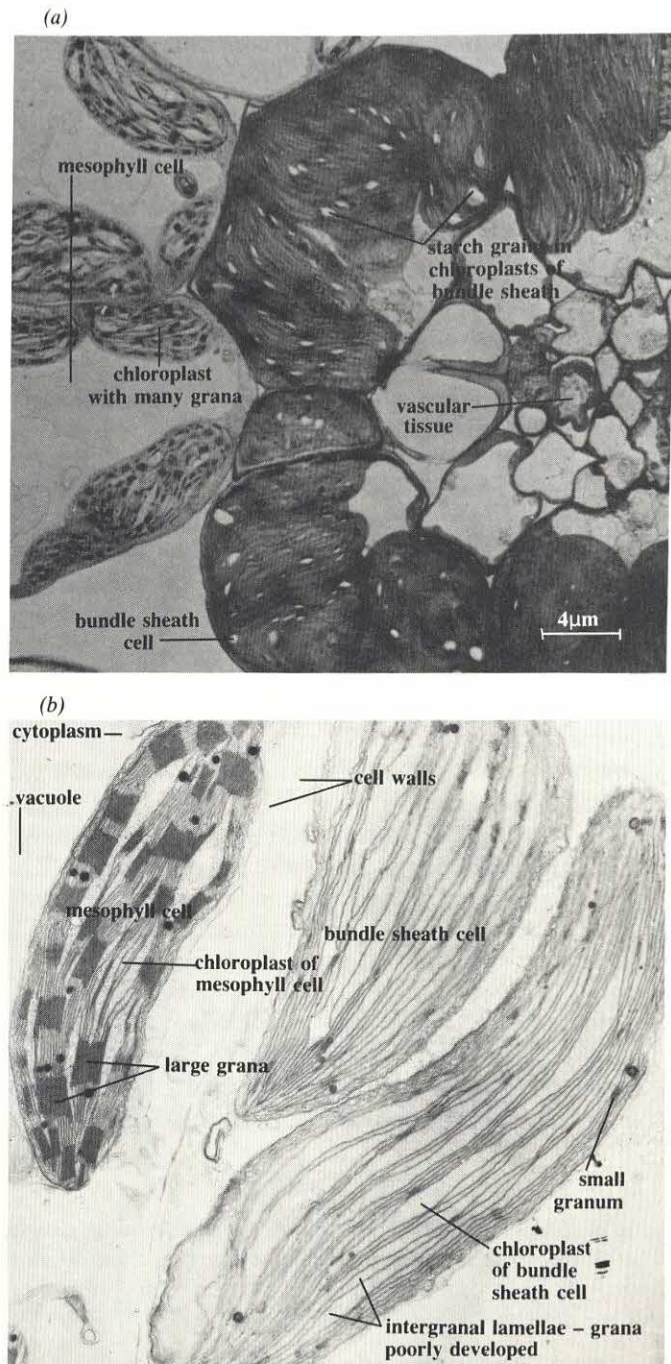 (a)
mesophyll cell
starch grains in
chloroplasts of
bundle sheath
chloroplast
with many grana
vascular
tissue
bundle sheath
cell
4μm
(b)
cytoplasm
vacuole
cell walls
mesophyll cell
bundle sheath cell
chloroplast of
mesophyll cell
large grana
small
granum
chloroplast
of bundle
sheath cell
intergranal lamellae – grana
poorly developed